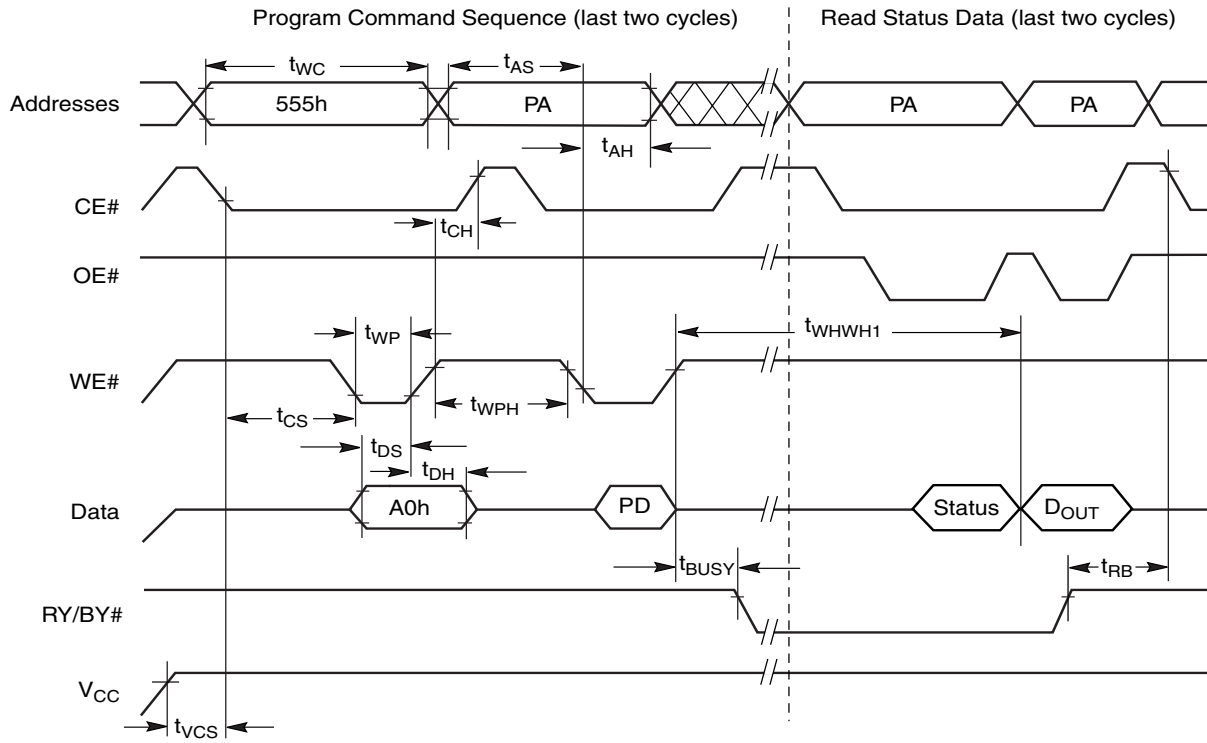 Program Command Sequence (last two cycles)
Read Status Data (last two cycles)
tWC
tAS
Addresses
555h
PA
PA
PA
tAH
CE#
tCH
OE#
tWP
tWHWH1
WE#
tCS
tWPH
tDS
tDH
Data
A0h
PD
Status
DOUT
tBUSY
tRB
RY/BY#
VCC
tVCS